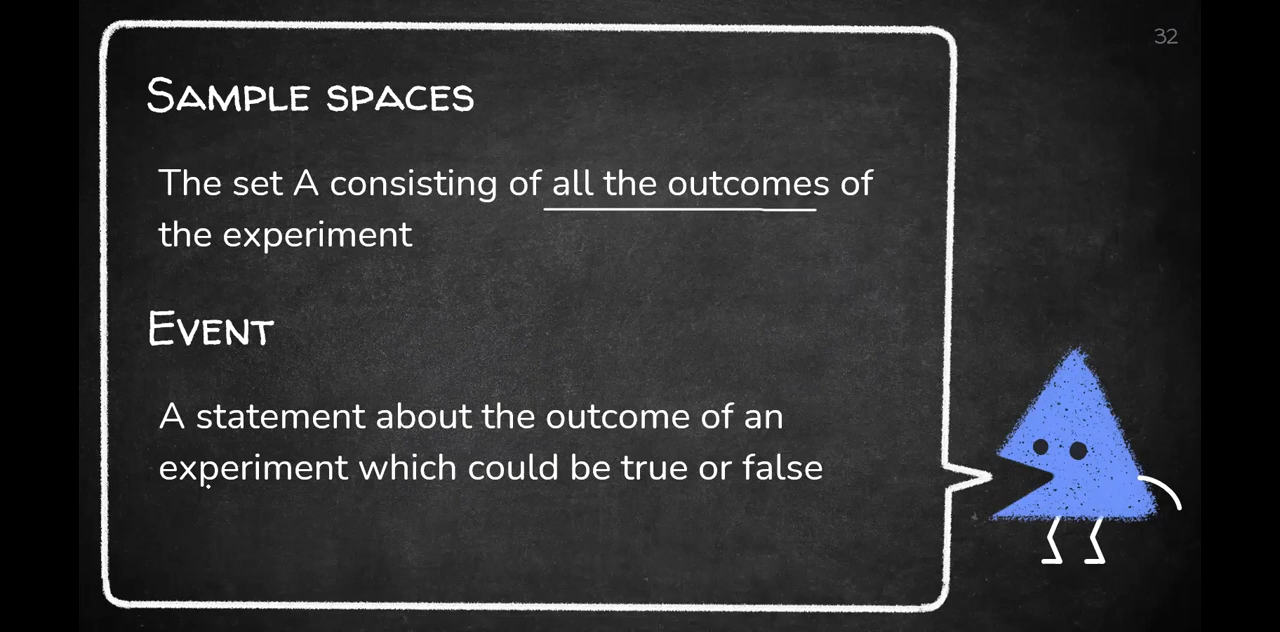 32
SAMPLE SPACES
The set A consisting of all the outcomes of
the experiment
EVENT
A statement about the outcome of an
experiment which could be true or false